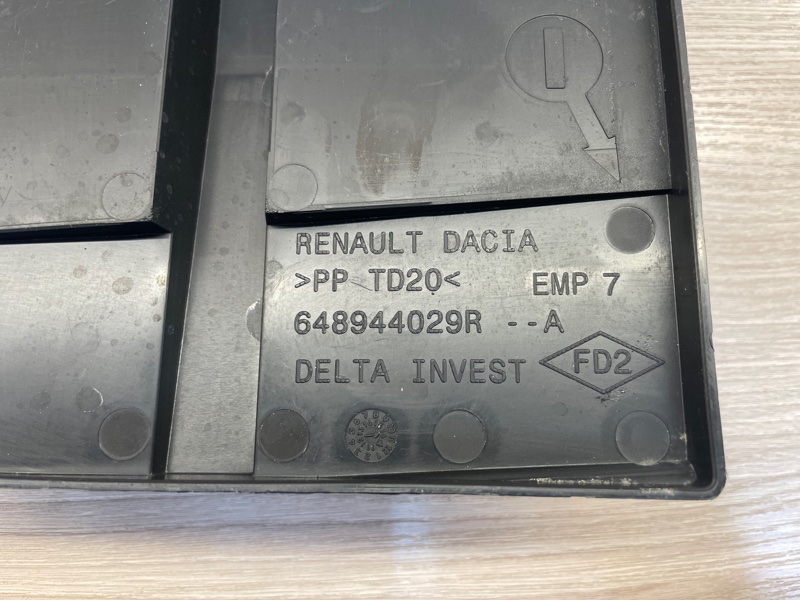 RENAULT DACIA
>PP TD20< EMP 7
648944029R --A
DELTA INVEST FD2